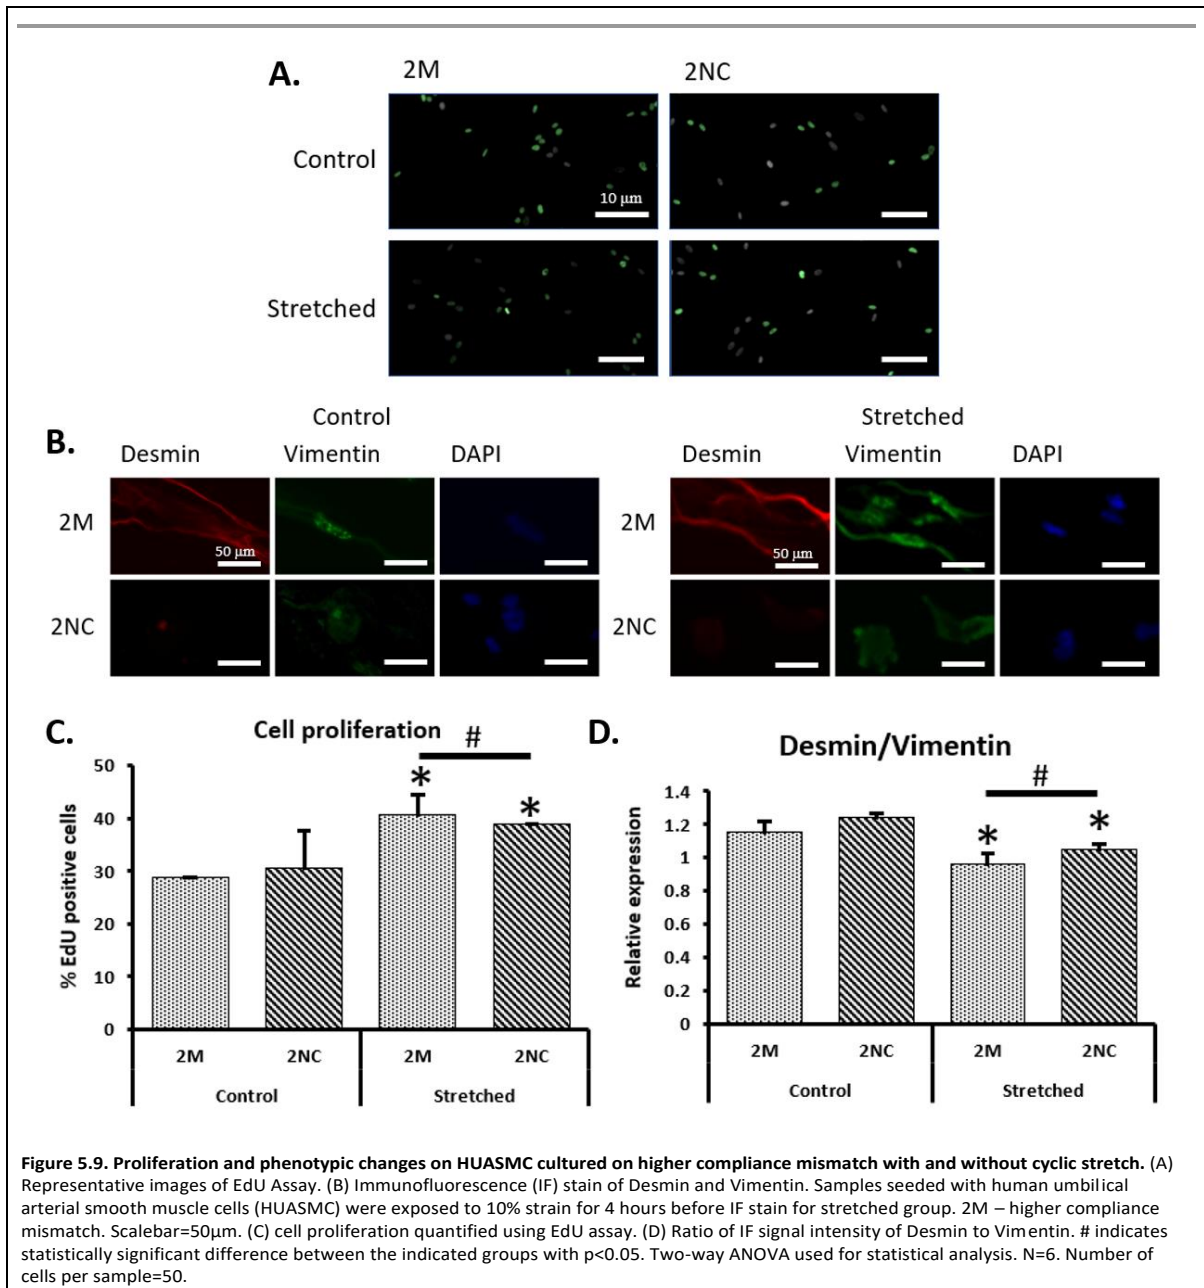 A.
2M 2NC
Control
10 µm
Stretched
B.
Control Stretched
Desmin Vimentin DAPI Desmin Vimentin DAPI
2M 2M
50 µm 50 µm
2NC 2NC
C.
Cell proliferation
#
50
40
30
20
10
0
% EdU positive cells
* *
2M 2NC 2M 2NC
Control Stretched
D.
Desmin/Vimentin
#
1.4
1.2
1
0.8
0.6
0.4
0.2
0
Relative expression
* *
2M 2NC 2M 2NC
Control Stretched
Figure 5.9. Proliferation and phenotypic changes on HUASMC cultured on higher compliance mismatch with and without cyclic stretch. (A)
Representative images of EdU Assay. (B) Immunofluorescence (IF) stain of Desmin and Vimentin. Samples seeded with human umbilical
arterial smooth muscle cells (HUASMC) were exposed to 10% strain for 4 hours before IF stain for stretched group. 2M – higher compliance
mismatch. Scalebar=50µm. (C) cell proliferation quantified using EdU assay. (D) Ratio of IF signal intensity of Desmin to Vimentin. # indicates
statistically significant difference between the indicated groups with p<0.05. Two-way ANOVA used for statistical analysis. N=6. Number of
cells per sample=50.